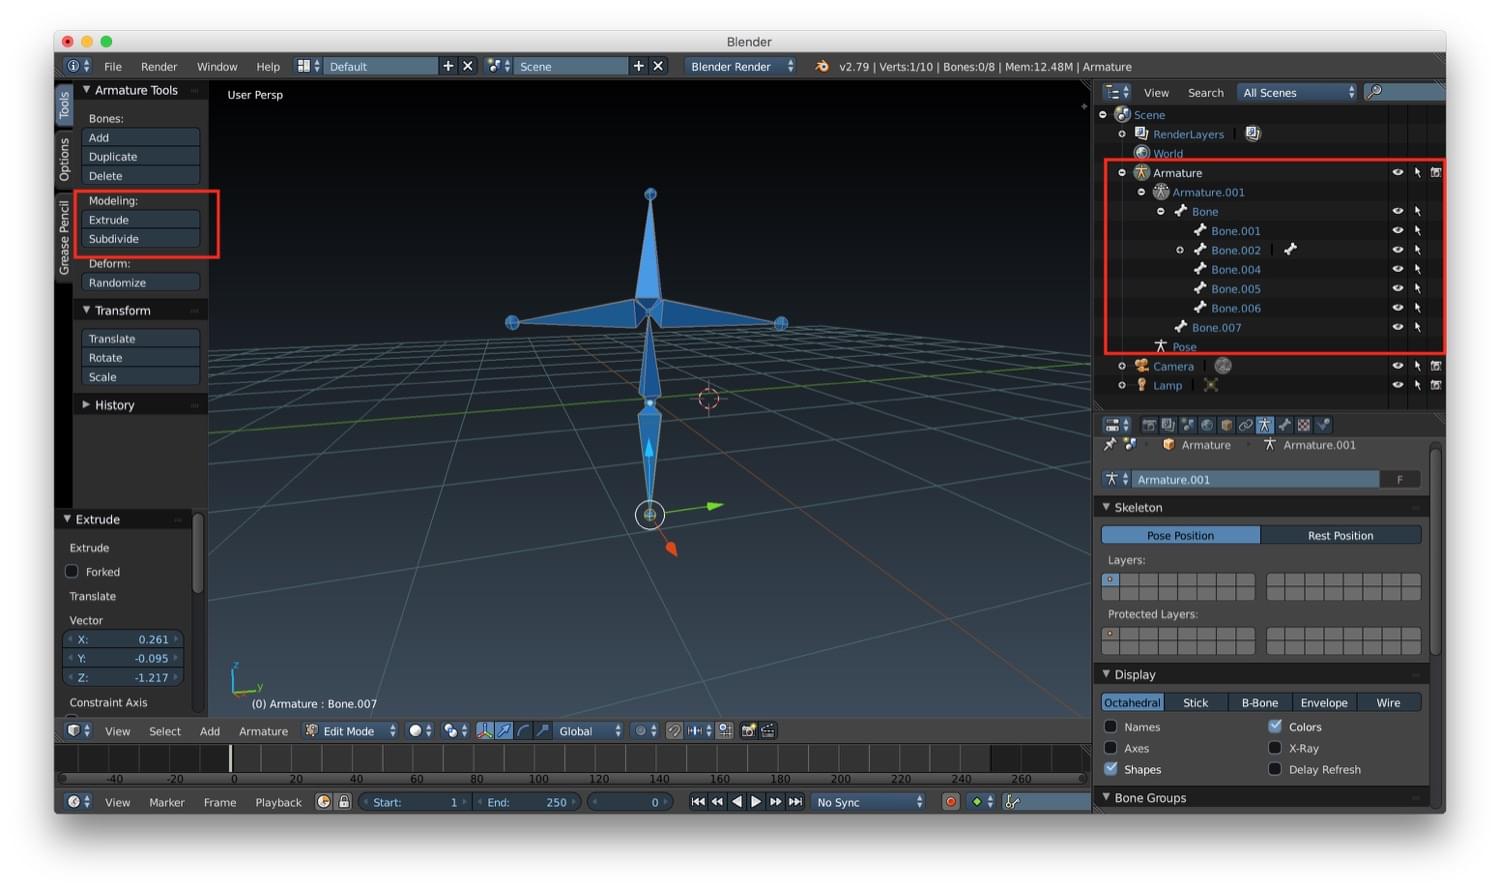 Blender
File Render Window Help Default Scene Blender Render v2.79 | Verts:1/10 | Bones:0/8 | Mem:12.48M | Armature
Tools
Options
Grease Pencil
Armature Tools
Bones:
Add
Duplicate
Delete
Modeling:
Extrude
Subdivide
Deform:
Randomize
Transform
Translate
Rotate
Scale
History
Extrude
Extrude
Forked
Translate
Vector
X: 0.261
Y: -0.095
Z: -1.217
Constraint Axis
User Persp
z
y
(0) Armature : Bone.007
View Select Add Armature Edit Mode Global
-40 -20 0 20 40 60 80 100 120 140 160 180 200 220 240 260
View Marker Frame Playback Start: 1 End: 250 0 No Sync
View Search All Scenes
Scene
RenderLayers
World
Armature
Armature.001
Bone
Bone.001
Bone.002
Bone.004
Bone.005
Bone.006
Bone.007
Pose
Camera
Lamp
Armature Armature.001
Armature.001 F
Skeleton
Pose Position Rest Position
Layers:
Protected Layers:
Display
Octahedral Stick B-Bone Envelope Wire
Names Colors
Axes X-Ray
Shapes Delay Refresh
Bone Groups